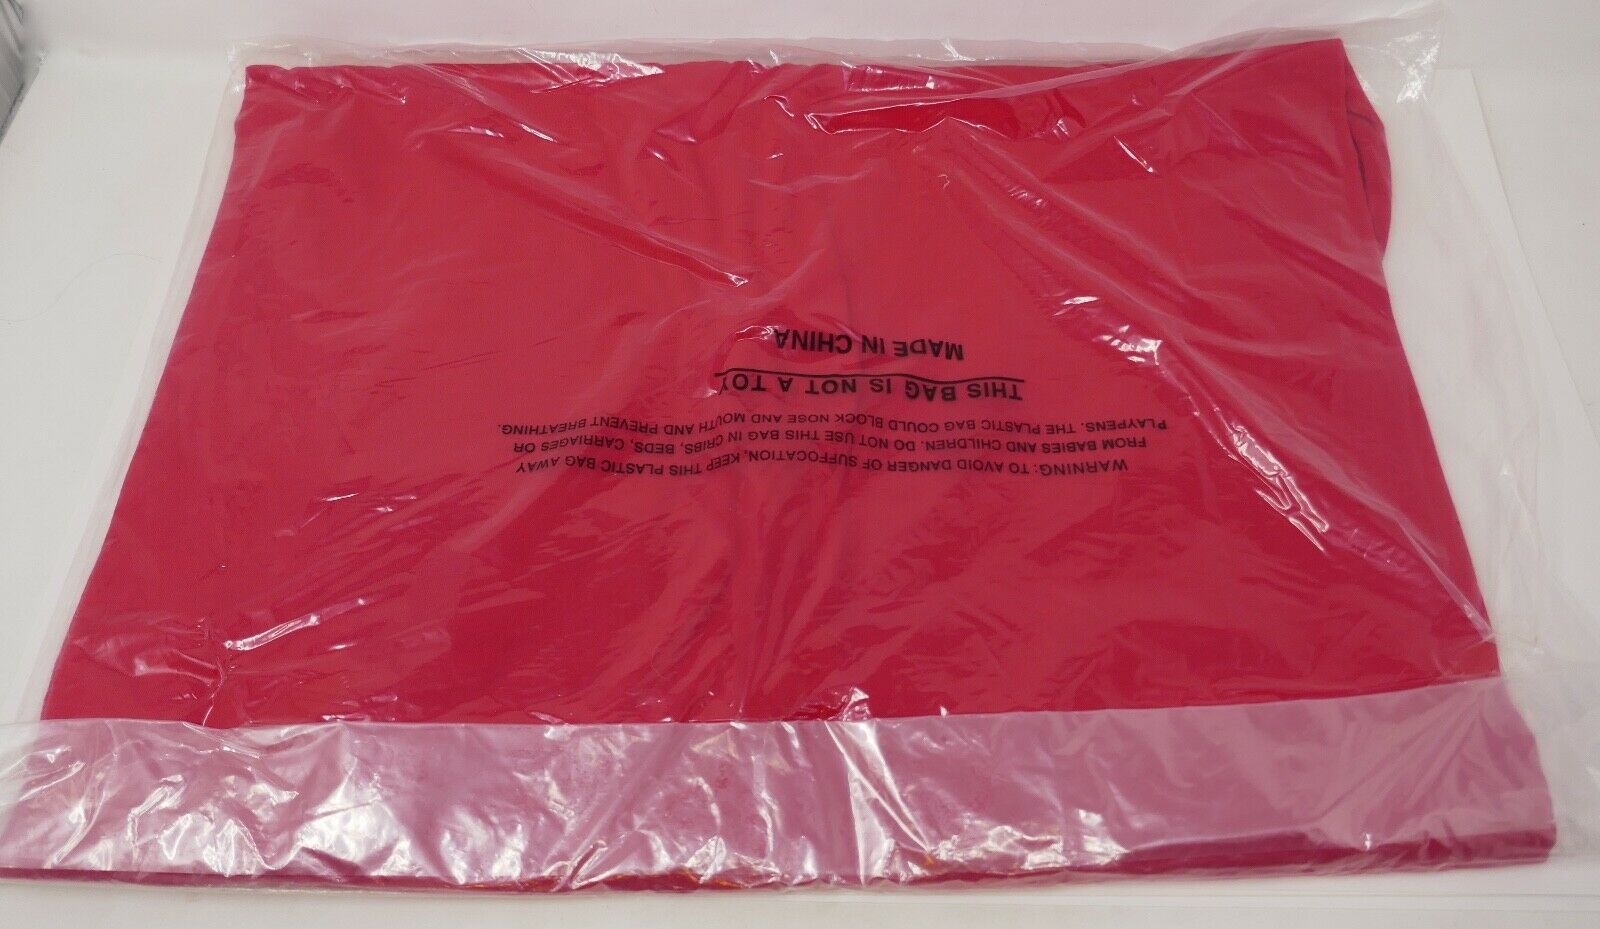 WARNING: TO AVOID DANGER OF SUFFOCATION, KEEP THIS PLASTIC BAG AWAY
FROM BABIES AND CHILDREN. DO NOT USE THIS BAG IN CRIBS, BEDS, CARRIAGES OR
PLAYPENS. THE PLASTIC BAG COULD BLOCK NOSE AND MOUTH AND PREVENT BREATHING.
THIS BAG IS NOT A TOY
MADE IN CHINA